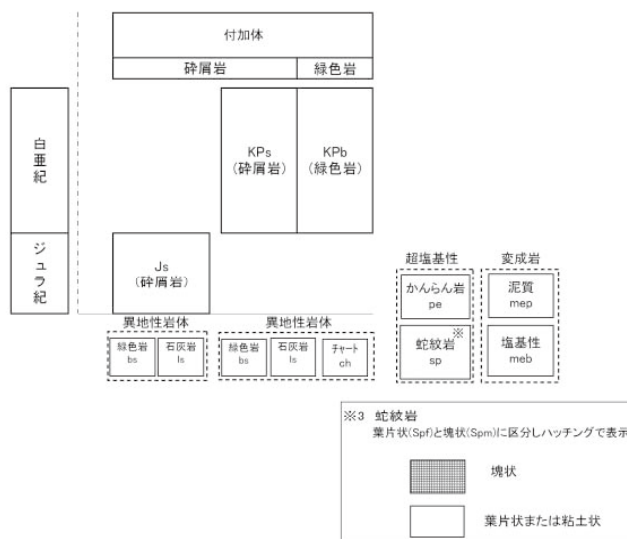 付加体
砕屑岩
緑色岩
白亜紀
KPs
(砕屑岩)
KPb
(緑色岩)
ジュラ紀
Js
(砕屑岩)
超塩基性
変成岩
かんらん岩
pe
泥質
mep
異地性岩体
異地性岩体
緑色岩
bs
石灰岩
ls
緑色岩
bs
石灰岩
ls
チャート
ch
蛇紋岩
※
sp
塩基性
meb
※3 蛇紋岩
葉片状(Spf)と塊状(Spm)に区分しハッチングで表示
塊状
葉片状または粘土状